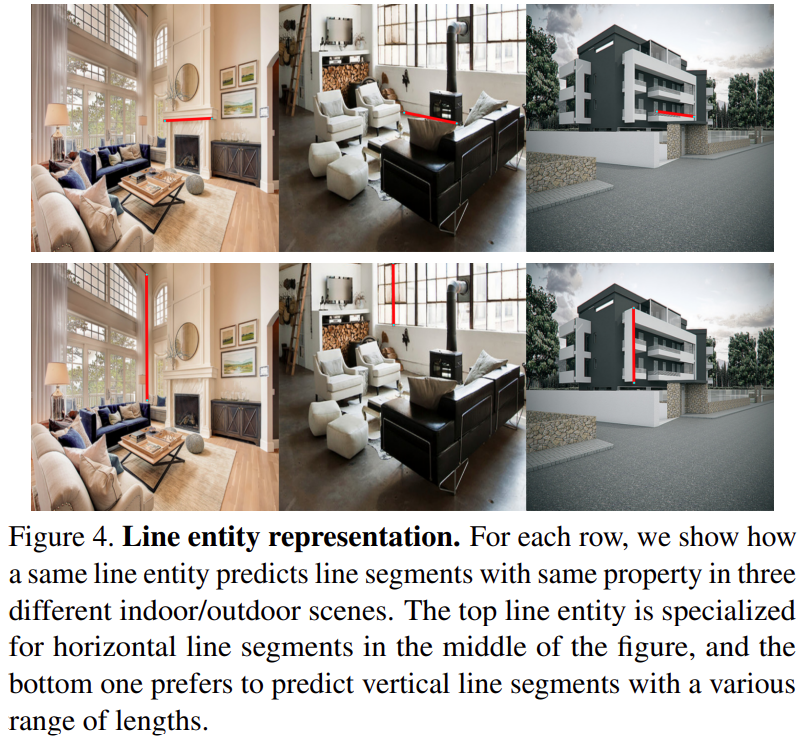 Figure 4. Line entity representation. For each row, we show how
a same line entity predicts line segments with same property in three
different indoor/outdoor scenes. The top line entity is specialized
for horizontal line segments in the middle of the figure, and the
bottom one prefers to predict vertical line segments with a various
range of lengths.